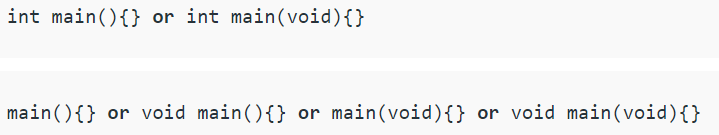 int main(){} or int main(void){}
main(){} or void main(){} or main(void){} or void main(void){}